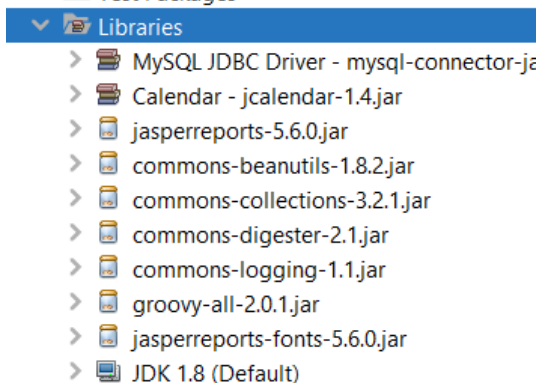 Libraries
MySQL JDBC Driver - mysql-connector-ja
Calendar - jcalendar-1.4.jar
jasperreports-5.6.0.jar
commons-beanutils-1.8.2.jar
commons-collections-3.2.1.jar
commons-digester-2.1.jar
commons-logging-1.1.jar
groovy-all-2.0.1.jar
jasperreports-fonts-5.6.0.jar
JDK 1.8 (Default)